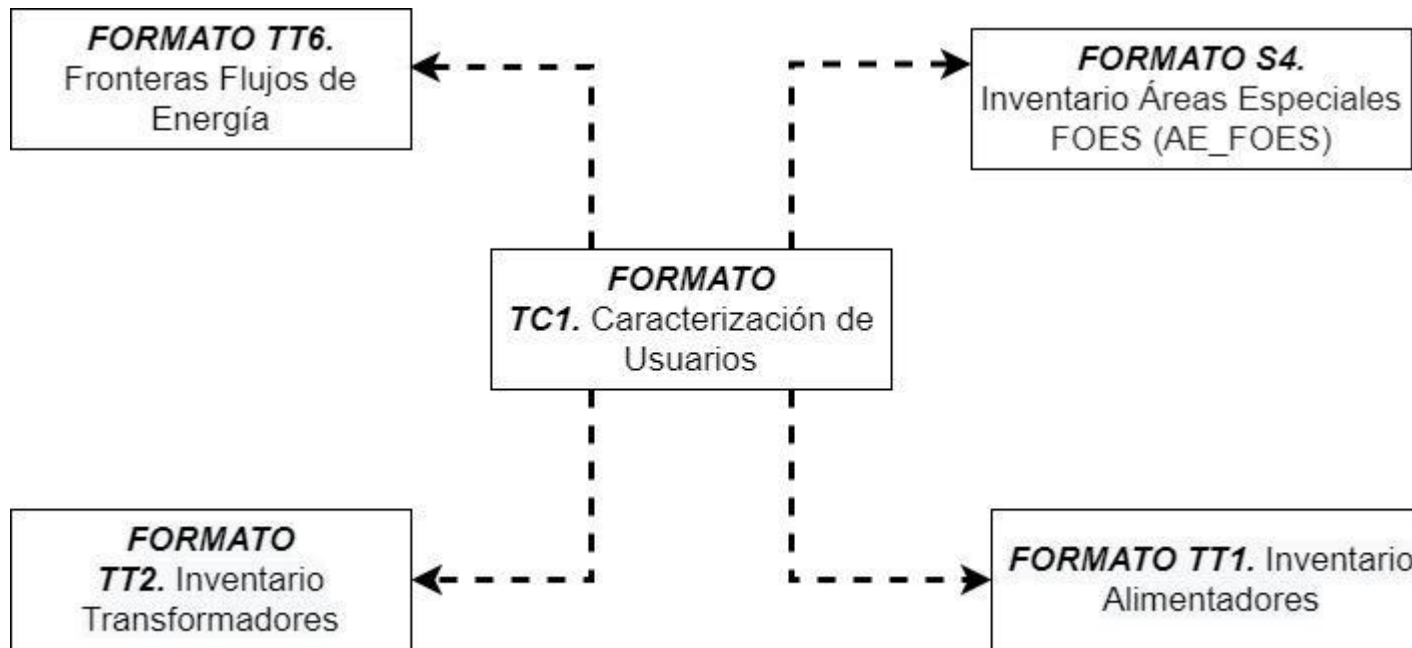 FORMATO TT6.
Fronteras Flujos de
Energía
FORMATO S4.
Inventario Áreas Especiales
FOES (AE_FOES)
FORMATO
TC1. Caracterización de
Usuarios
FORMATO
TT2. Inventario
Transformadores
FORMATO TT1. Inventario
Alimentadores